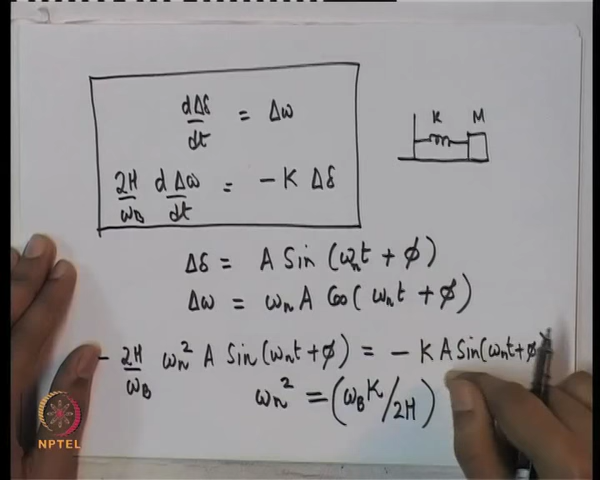 dΔδ/dt = Δω
K M
2H/ω_B dΔω/dt = - K Δδ
Δδ = A Sin (ω_n t + ϕ)
Δω = ω_n A Cos (ω_n t + ϕ)
- 2H/ω_B ω_n² A Sin (ω_n t + ϕ) = - K A Sin (ω_n t + ϕ
ω_n² = (ω_B K / 2H)
NPTEL